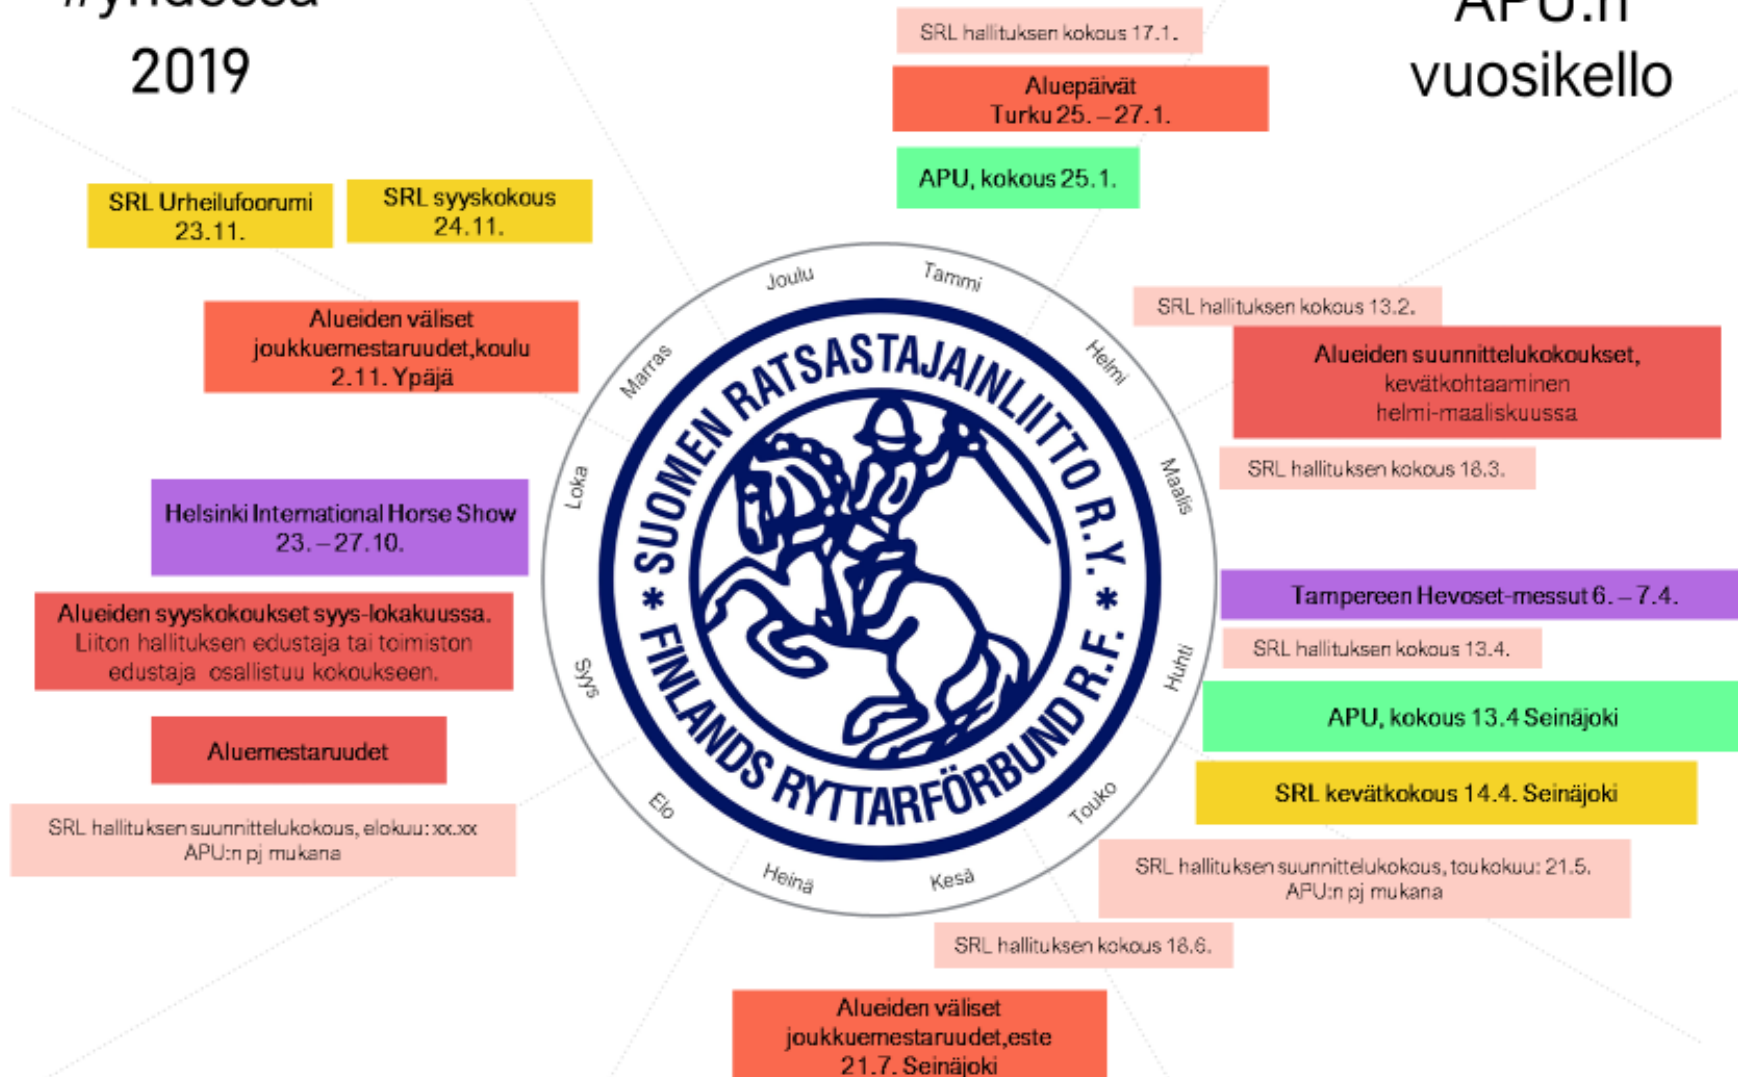 #yhdessä
2019
APU:n
vuosikello
SRL hallituksen kokous 17.1.
Aluepäivät
Turku 25. – 27.1.
APU, kokous 25.1.
SRL Urheilufoorumi
23.11.
SRL syyskokous
24.11.
Alueiden väliset
joukkuemestaruudet,koulu
2.11. Ypäjä
Helsinki International Horse Show
23. – 27.10.
Alueiden syyskokoukset syys-lokakuussa.
Liiton hallituksen edustaja tai toimiston
edustaja osallistuu kokoukseen.
Aluemestaruudet
SRL hallituksen suunnittelukokous, elokuu: xx.xx
APU:n pj mukana
Joulu
Tammi
Helmi
Maalis
Huhti
Touko
Kesä
Heinä
Elo
Syys
Loka
Marras
* SUOMEN RATSASTAJAINLIITTO R.Y. *
FINLANDS RYTTARFÖRBUND R.F.
SRL hallituksen kokous 13.2.
Alueiden suunnittelukokoukset,
kevätkohtaaminen
helmi-maaliskuussa
SRL hallituksen kokous 18.3.
Tampereen Hevoset-messut 6. – 7.4.
SRL hallituksen kokous 13.4.
APU, kokous 13.4 Seinäjoki
SRL kevätkokous 14.4. Seinäjoki
SRL hallituksen suunnittelukokous, toukokuu: 21.5.
APU:n pj mukana
SRL hallituksen kokous 18.6.
Alueiden väliset
joukkuemestaruudet,este
21.7. Seinäjoki